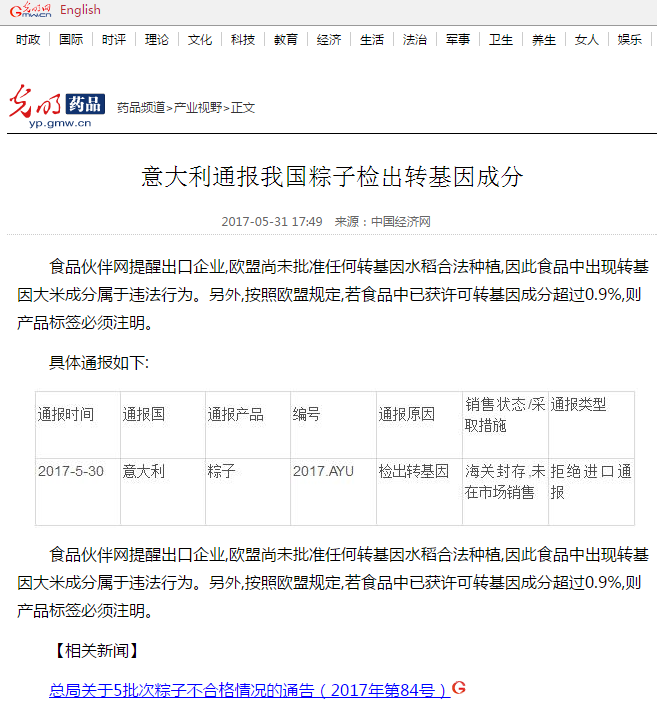 光明网 GMW.CN English
时政 国际 时评 理论 文化 科技 教育 经济 生活 法治 军事 卫生 养生 女人 娱乐
光明 药品
yp.gmw.cn
药品频道>产业视野>正文
意大利通报我国粽子检出转基因成分
2017-05-31 17:49 来源：中国经济网
食品伙伴网提醒出口企业,欧盟尚未批准任何转基因水稻合法种植,因此食品中出现转基
因大米成分属于违法行为。另外,按照欧盟规定,若食品中已获许可转基因成分超过0.9%,则
产品标签必须注明。
具体通报如下:
通报时间 通报国 通报产品 编号 通报原因 销售状态/采 通报类型
取措施
2017-5-30 意大利 粽子 2017.AYU 检出转基因 海关封存,未 拒绝进口通
在市场销售 报
食品伙伴网提醒出口企业,欧盟尚未批准任何转基因水稻合法种植,因此食品中出现转基
因大米成分属于违法行为。另外,按照欧盟规定,若食品中已获许可转基因成分超过0.9%,则
产品标签必须注明。
【相关新闻】
总局关于5批次粽子不合格情况的通告（2017年第84号）G